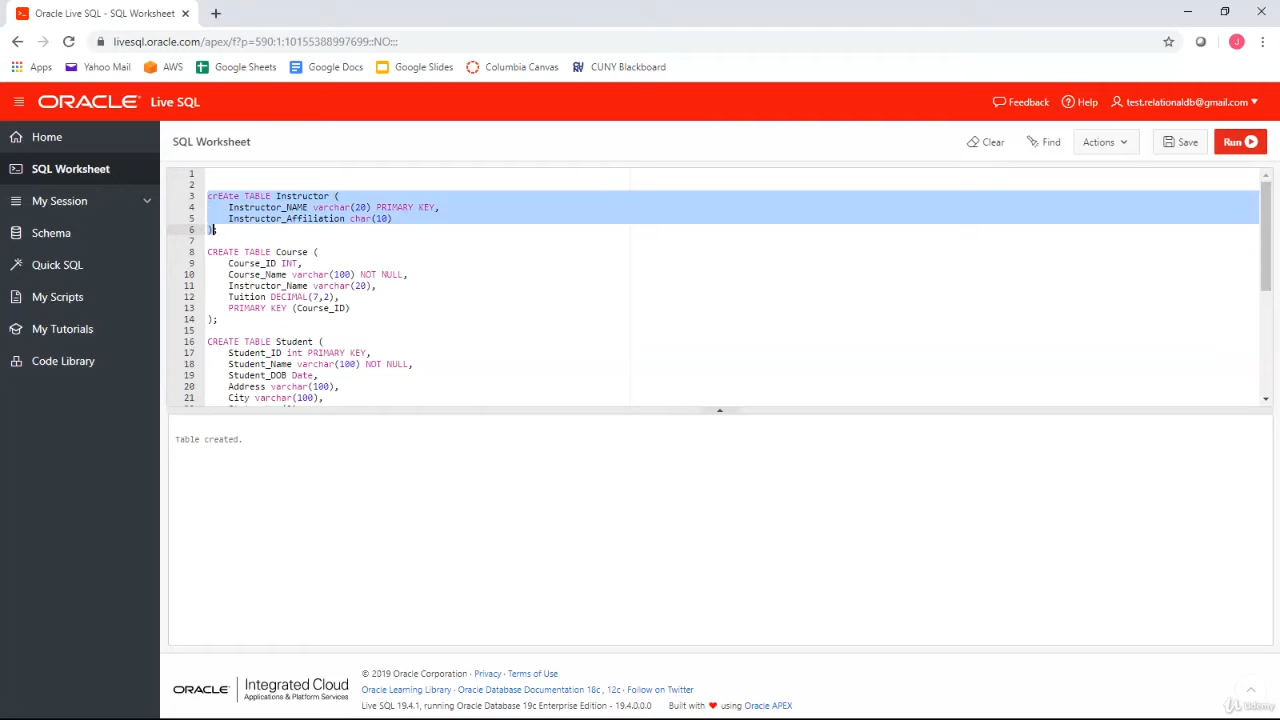 Oracle Live SQL - SQL Worksheet
livesql.oracle.com/apex/f?p=590:1:10155388997699::NO:::
Apps Yahoo Mail AWS Google Sheets Google Docs Google Slides Columbia Canvas CUNY Blackboard
ORACLE Live SQL Feedback Help test.relationaldb@gmail.com
Home
SQL Worksheet
My Session
Schema
Quick SQL
My Scripts
My Tutorials
Code Library
SQL Worksheet Clear Find Actions Save Run
1
2
3 crEAte TABLE Instructor (
4 Instructor_NAME varchar(20) PRIMARY KEY,
5 Instructor_Affiliation char(10)
6 );
7
8 CREATE TABLE Course (
9 Course_ID INT,
10 Course_Name varchar(100) NOT NULL,
11 Instructor_Name varchar(20),
12 Tuition DECIMAL(7,2),
13 PRIMARY KEY (Course_ID)
14 );
15
16 CREATE TABLE Student (
17 Student_ID int PRIMARY KEY,
18 Student_Name varchar(100) NOT NULL,
19 Student_DOB Date,
20 Address varchar(100),
21 City varchar(100),
Table created.
ORACLE Integrated Cloud
Applications & Platform Services
© 2019 Oracle Corporation · Privacy · Terms of Use
Oracle Learning Library · Oracle Database Documentation 18c , 12c · Follow on Twitter
Live SQL 19.4.1, running Oracle Database 19c Enterprise Edition - 19.4.0.0.0 Built with ❤ using Oracle APEX
Udemy